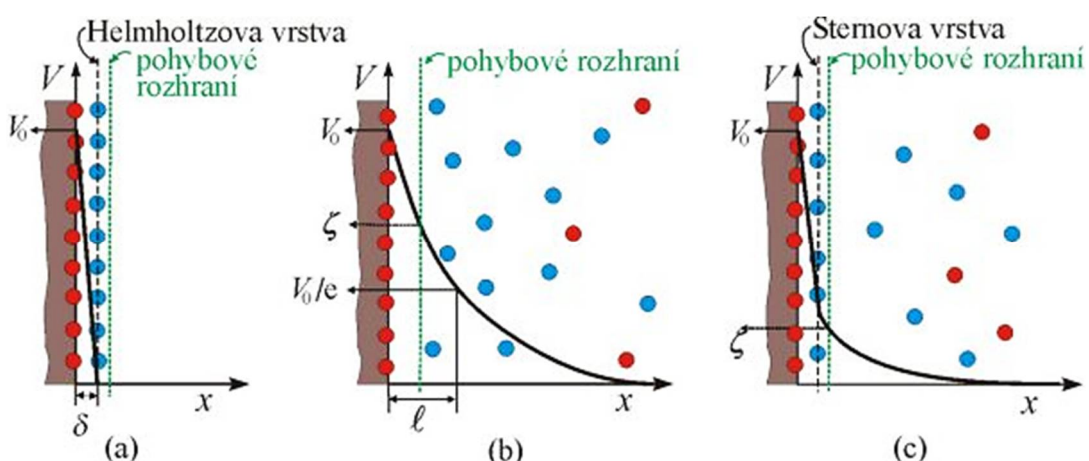 Helmholtzova vrstva
pohybové
rozhraní
V
V₀
δ
x
(a)
pohybové rozhraní
V
V₀
ζ
V₀/e
ℓ
x
(b)
Sternova vrstva
pohybové rozhraní
V
V₀
ζ
x
(c)